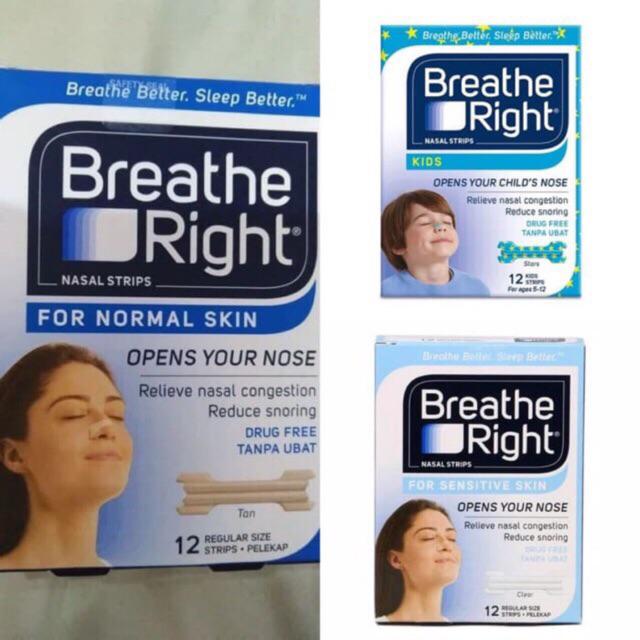 SAFETY SEAL
Breathe Better. Sleep Better.™
Breathe
Right®
NASAL STRIPS
FOR NORMAL SKIN
OPENS YOUR NOSE
Relieve nasal congestion
Reduce snoring
DRUG FREE
TANPA UBAT
Tan
12 REGULAR SIZE
STRIPS • PELEKAP
Breathe Better. Sleep Better.™
Breathe
Right®
NASAL STRIPS
KIDS
OPENS YOUR CHILD'S NOSE
Relieve nasal congestion
Reduce snoring
DRUG FREE
TANPA UBAT
Stars
12 KIDS
STRIPS
For ages 5-12
Breathe Better. Sleep Better.™
Breathe
Right®
NASAL STRIPS
FOR SENSITIVE SKIN
OPENS YOUR NOSE
Relieve nasal congestion
Reduce snoring
DRUG FREE
TANPA UBAT
Clear
12 REGULAR SIZE
STRIPS • PELEKAP